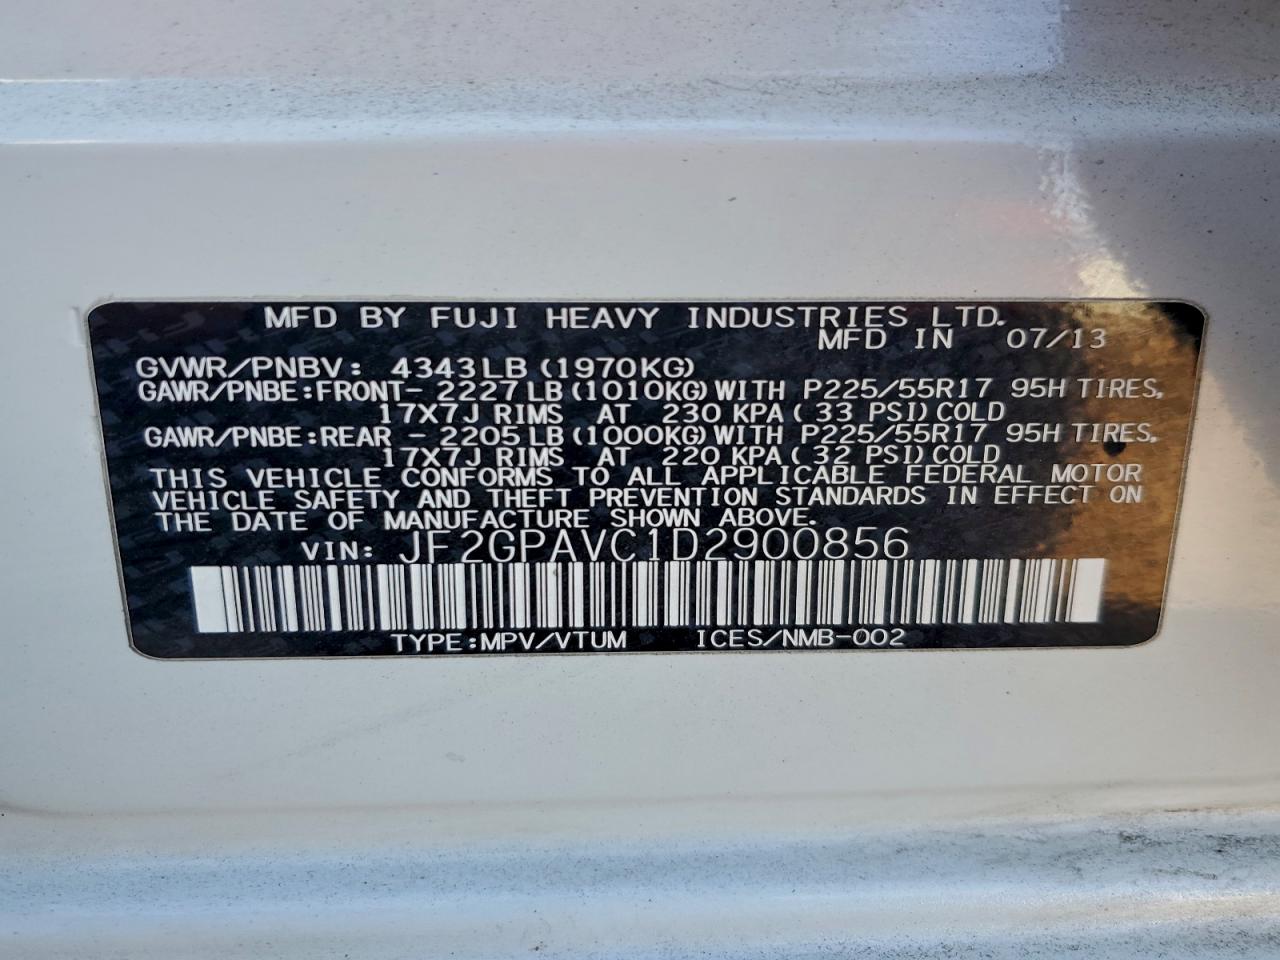 MFD BY FUJI HEAVY INDUSTRIES LTD.
MFD IN 07/13
GVWR/PNBV: 4343LB (1970KG)
GAWR/PNBE:FRONT- 2227LB(1010KG)WITH P225/55R17 95H TIRES,
17X7J RIMS AT 230 KPA( 33 PSI)COLD
GAWR/PNBE:REAR - 2205LB(1000KG)WITH P225/55R17 95H TIRES,
17X7J RIMS AT 220 KPA( 32 PSI)COLD
THIS VEHICLE CONFORMS TO ALL APPLICABLE FEDERAL MOTOR
VEHICLE SAFETY AND THEFT PREVENTION STANDARDS IN EFFECT ON
THE DATE OF MANUFACTURE SHOWN ABOVE.
VIN: JF2GPAVC1D2900856
TYPE:MPV/VTUM ICES/NMB-002